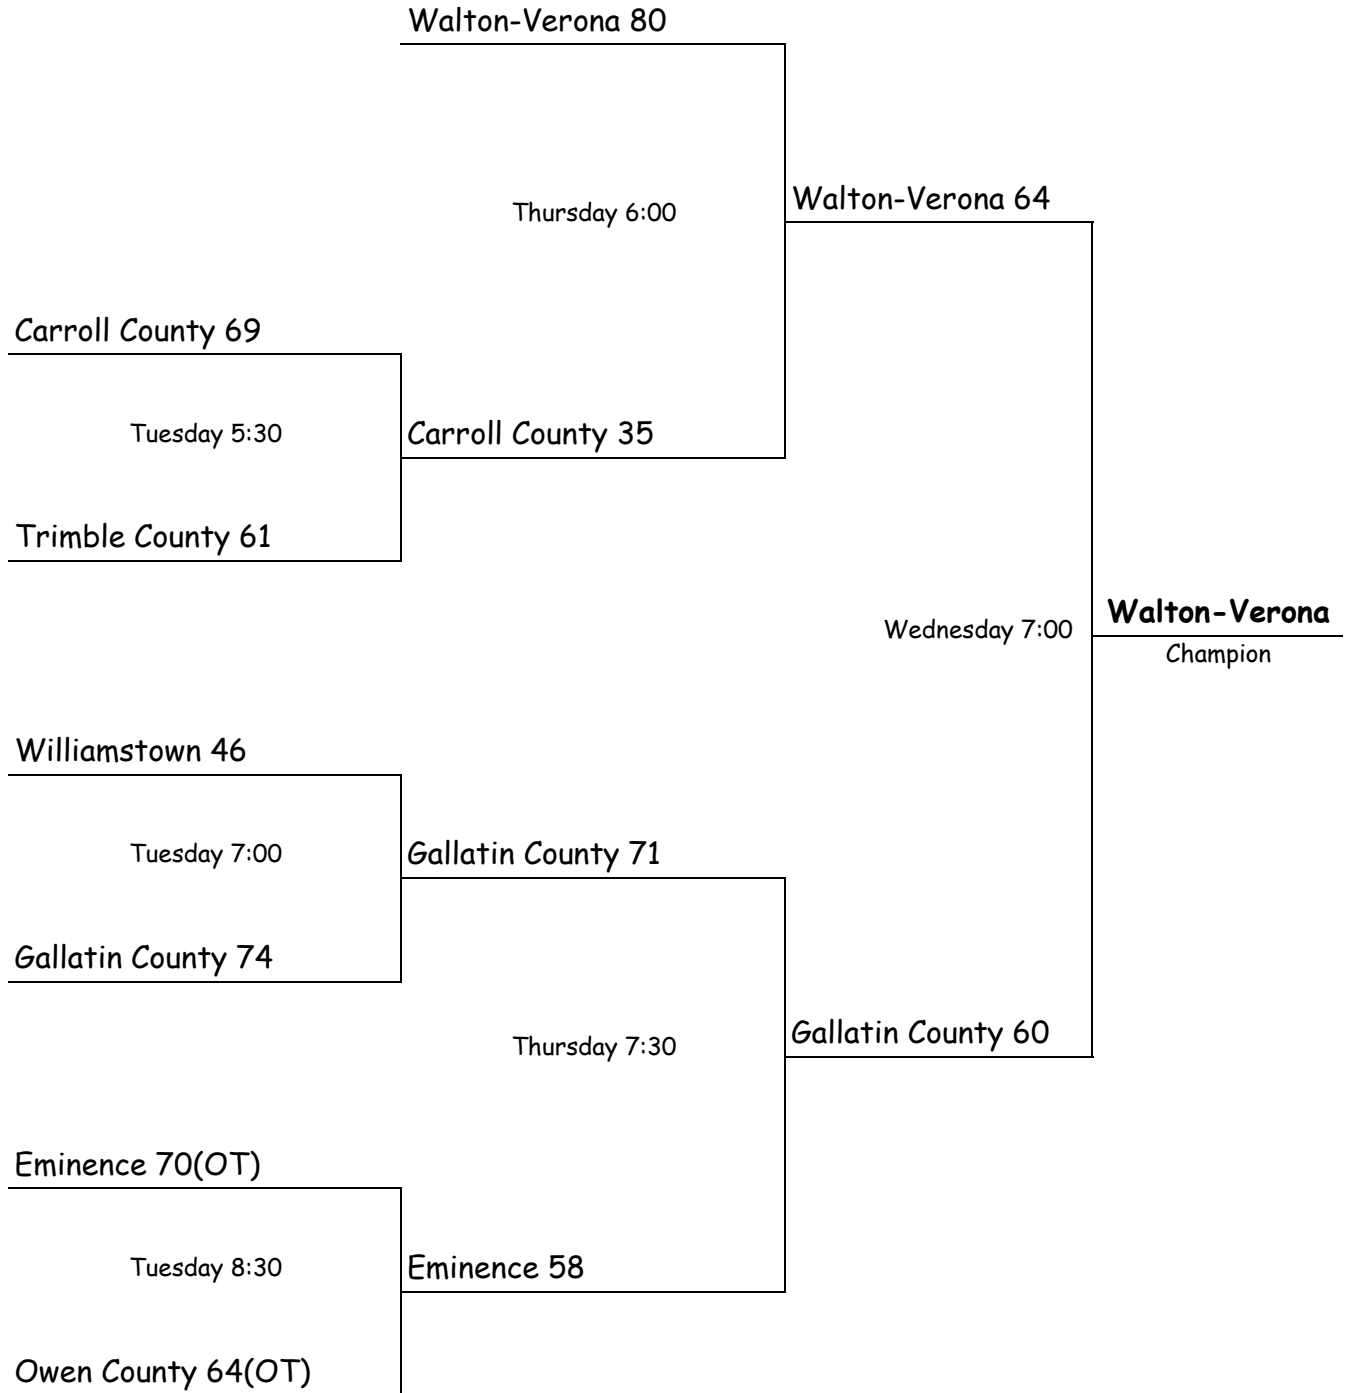 Walton-Verona 80
Walton-Verona 64
Thursday 6:00
Carroll County 69
Tuesday 5:30
Carroll County 35
Trimble County 61
Walton-Verona
Wednesday 7:00
Champion
Williamstown 46
Tuesday 7:00
Gallatin County 71
Gallatin County 74
Gallatin County 60
Thursday 7:30
Eminence 70(OT)
Tuesday 8:30
Eminence 58
Owen County 64(OT)